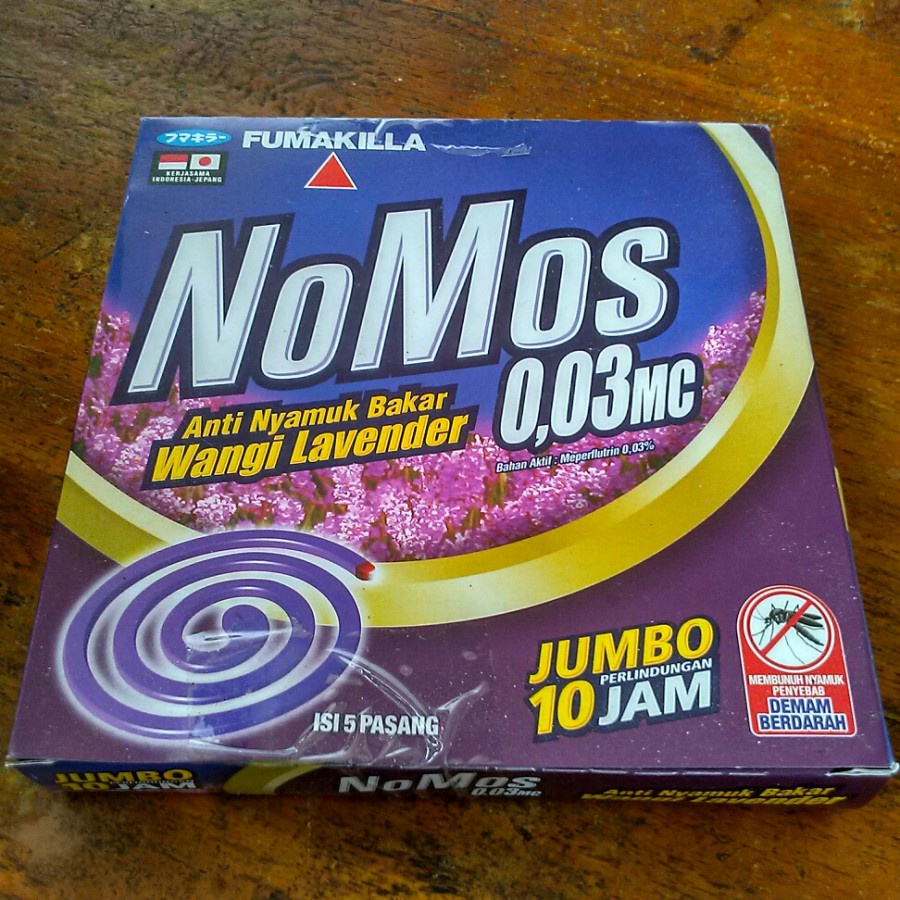 フマキラー FUMAKILLA
KERJASAMA
INDONESIA-JEPANG
NoMos
0,03MC
Anti Nyamuk Bakar
Wangi Lavender
Bahan Aktif : Meperflutrin 0,03%
JUMBO
PERLINDUNGAN
10 JAM
MEMBUNUH NYAMUK
PENYEBAB
DEMAM
BERDARAH
ISI 5 PASANG
JUMBO
10 JAM
NoMos
0,03MC
Anti Nyamuk Bakar
Wangi Lavender